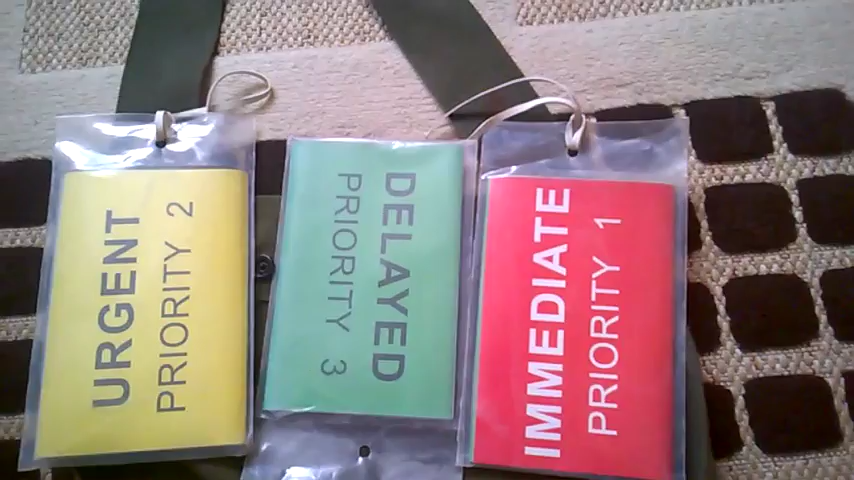 URGENT
PRIORITY 2
DELAYED
PRIORITY 3
IMMEDIATE
PRIORITY 1